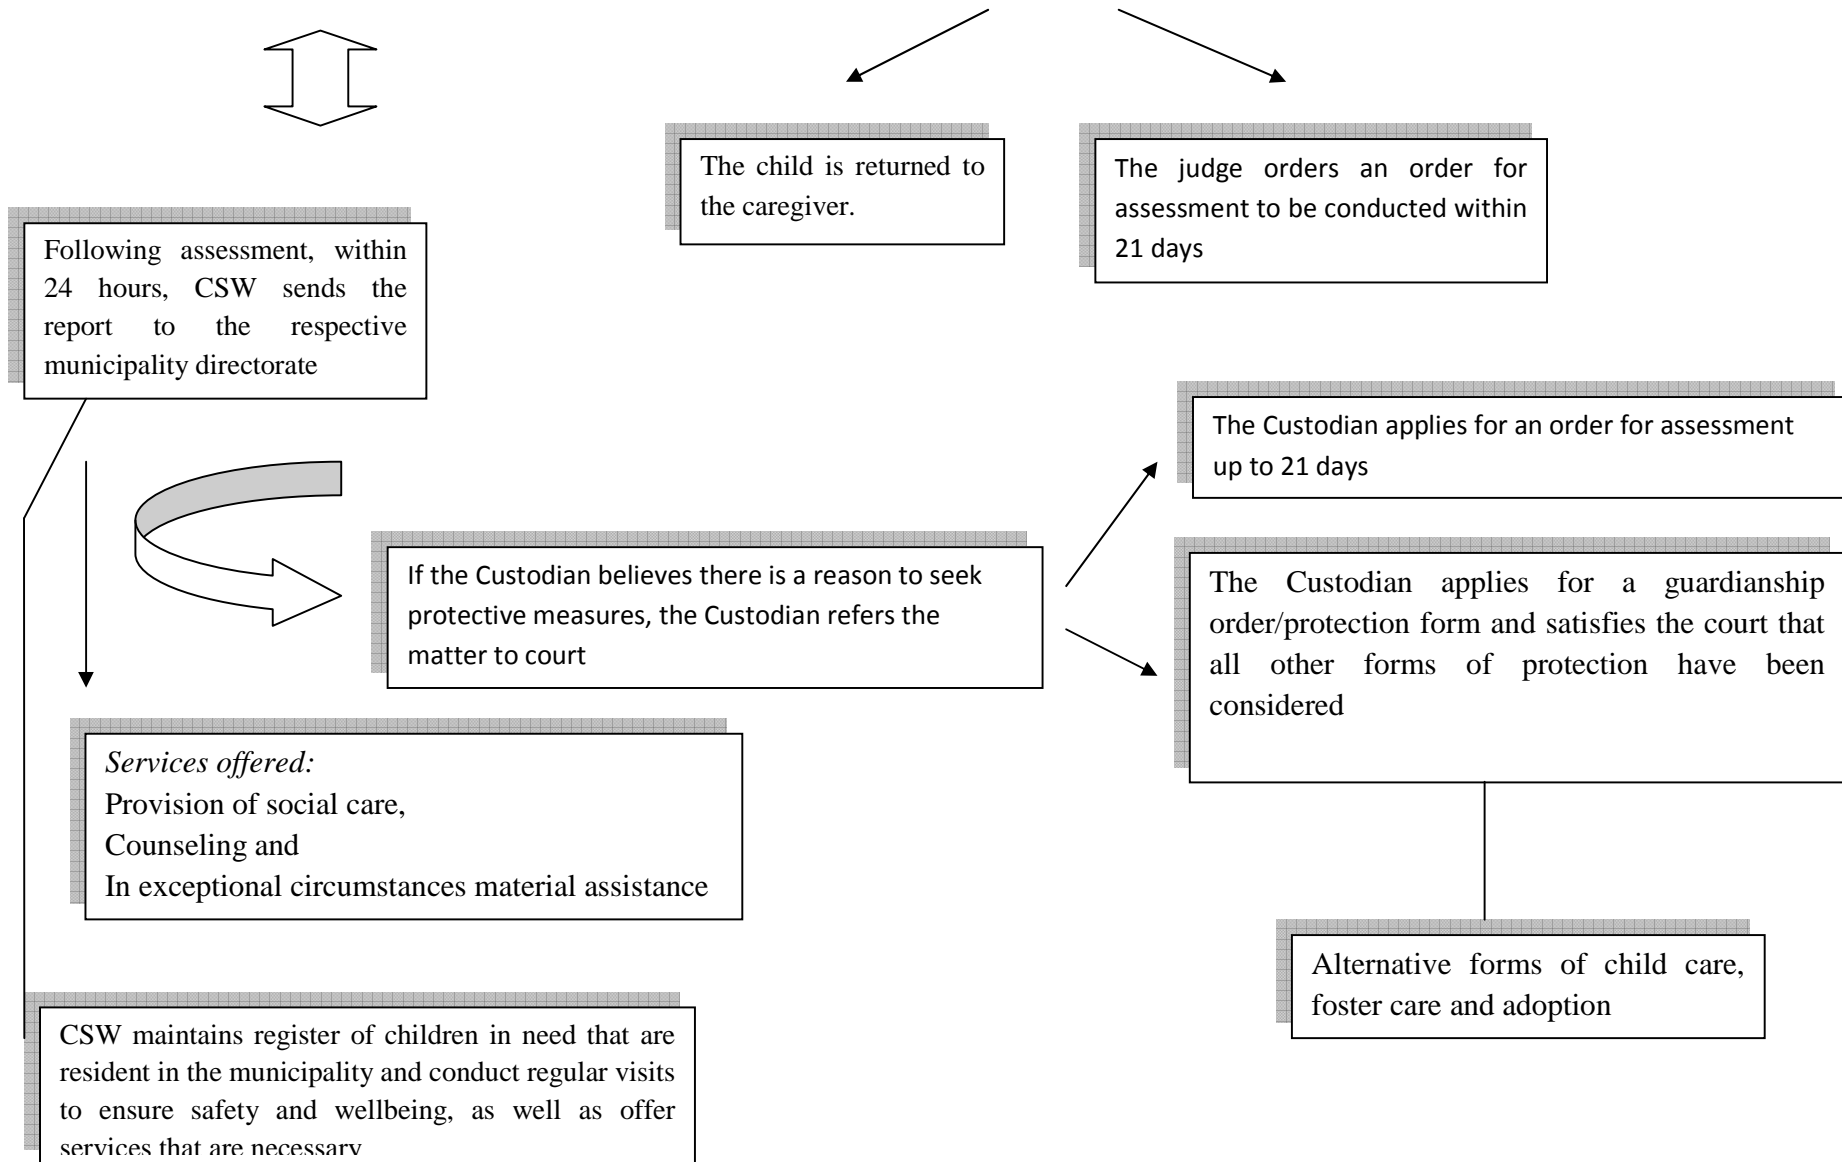 The child is returned to
the caregiver.
The judge orders an order for
assessment to be conducted within
21 days
Following assessment, within
24 hours, CSW sends the
report to the respective
municipality directorate
The Custodian applies for an order for assessment
up to 21 days
If the Custodian believes there is a reason to seek
protective measures, the Custodian refers the
matter to court
The Custodian applies for a guardianship
order/protection form and satisfies the court that
all other forms of protection have been
considered
Services offered:
Provision of social care,
Counseling and
In exceptional circumstances material assistance
Alternative forms of child care,
foster care and adoption
CSW maintains register of children in need that are
resident in the municipality and conduct regular visits
to ensure safety and wellbeing, as well as offer
services that are necessary